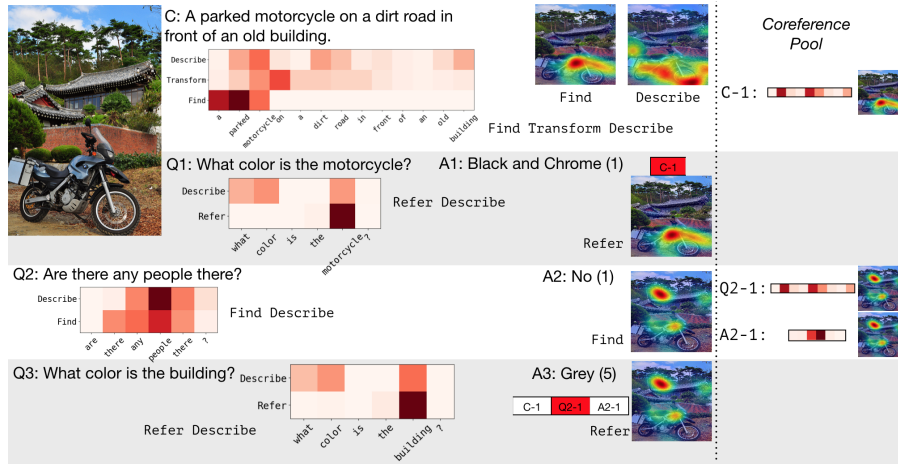 C: A parked motorcycle on a dirt road in
front of an old building.
Describe
Transform
Find
a parked motorcycle on a dirt road in front of an old building
Find Describe
Find Transform Describe
Coreference
Pool
C-1:
Q1: What color is the motorcycle?
Describe
Refer
what color is the motorcycle ?
Refer Describe
A1: Black and Chrome (1)
C-1
Refer
Q2: Are there any people there?
Describe
Find
are there any people there ?
Find Describe
A2: No (1)
Find
Q2-1:
A2-1:
Q3: What color is the building?
Describe
Refer
what color is the building ?
Refer Describe
A3: Grey (5)
C-1 Q2-1 A2-1
Refer